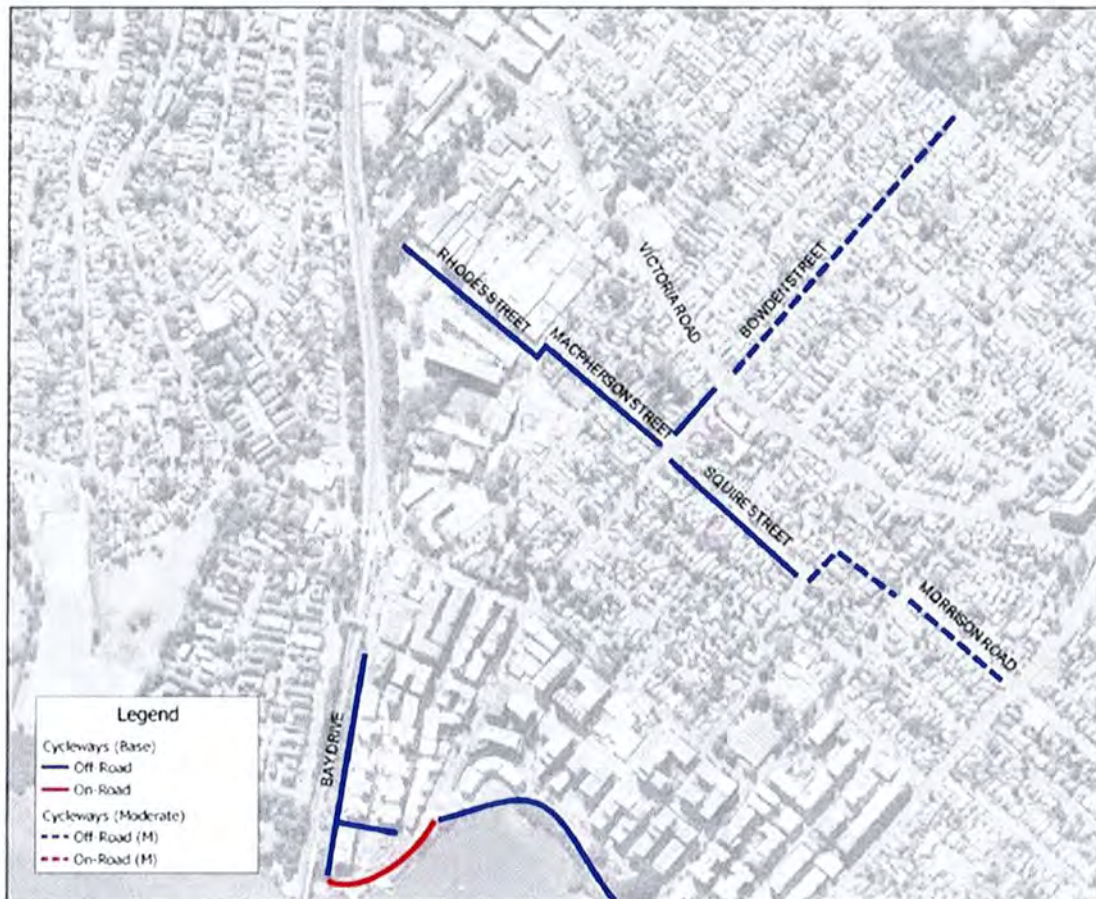 RHODES STREET
VICTORIA ROAD
BOWDEN STREET
MACPHERSON STREET
SQUIRE STREET
MORRISON ROAD
BAY DRIVE
Legend
Cycleways (Base)
Off-Road
On-Road
Cycleways (Moderate)
Off-Road (M)
On-Road (M)